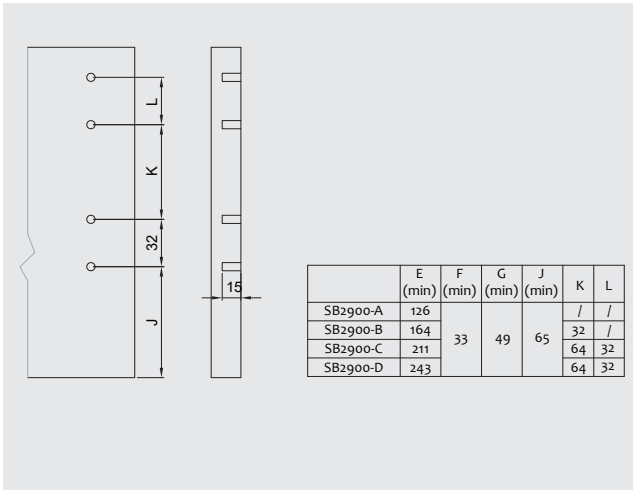 L
K
32
15
J
E F G J
(min) (min) (min) (min) K L
SB2900-A 126 33 49 65 / /
SB2900-B 164 32 /
SB2900-C 211 64 32
SB2900-D 243 64 32